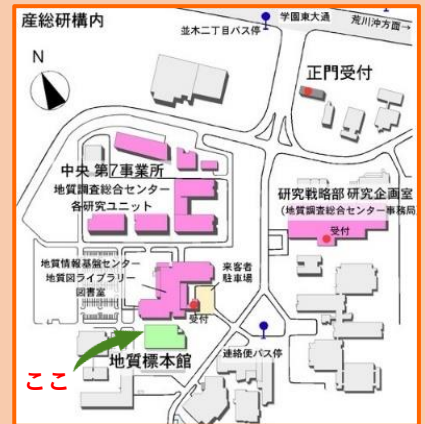 産総研構内
学園東大通
荒川沖方面→
並木二丁目バス停
N
正門受付
中央 第7事業所
地質調査総合センター
各研究ユニット
研究戦略部 研究企画室
(地質調査総合センター事務局)
受付
地質情報基盤センター
地質図ライブラリー
図書室
来客者
駐車場
受付
地質標本館
連絡便バス停
ここ